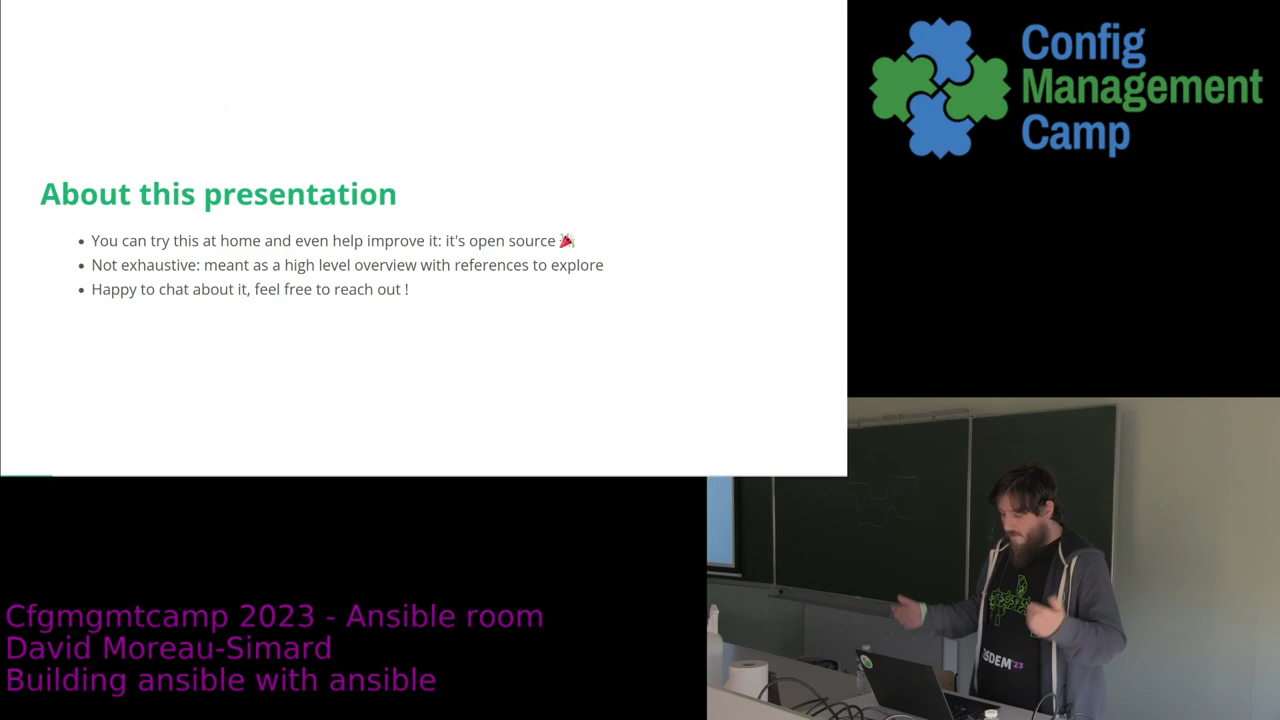 About this presentation
You can try this at home and even help improve it: it's open source 🎉
Not exhaustive: meant as a high level overview with references to explore
Happy to chat about it, feel free to reach out !
Config
Management
Camp
Cfgmgmtcamp 2023 - Ansible room
David Moreau-Simard
Building ansible with ansible